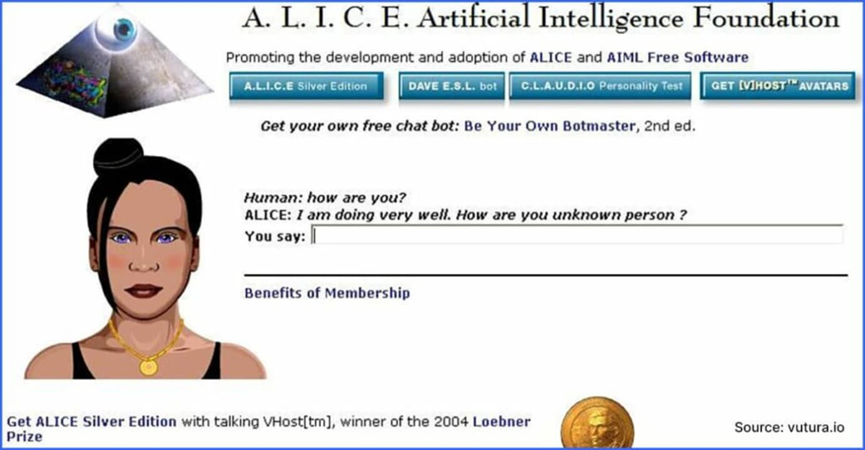 A. L. I. C. E. Artificial Intelligence Foundation
Promoting the development and adoption of ALICE and AIML Free Software
A.L.I.C.E Silver Edition
DAVE E.S.L. bot
C.L.A.U.D.I.O Personality Test
GET [V]HOST™ AVATARS
Get your own free chat bot: Be Your Own Botmaster, 2nd ed.
Human: how are you?
ALICE: I am doing very well. How are you unknown person ?
You say:
Benefits of Membership
Get ALICE Silver Edition with talking VHost[tm], winner of the 2004 Loebner
Prize
Source: vutura.io